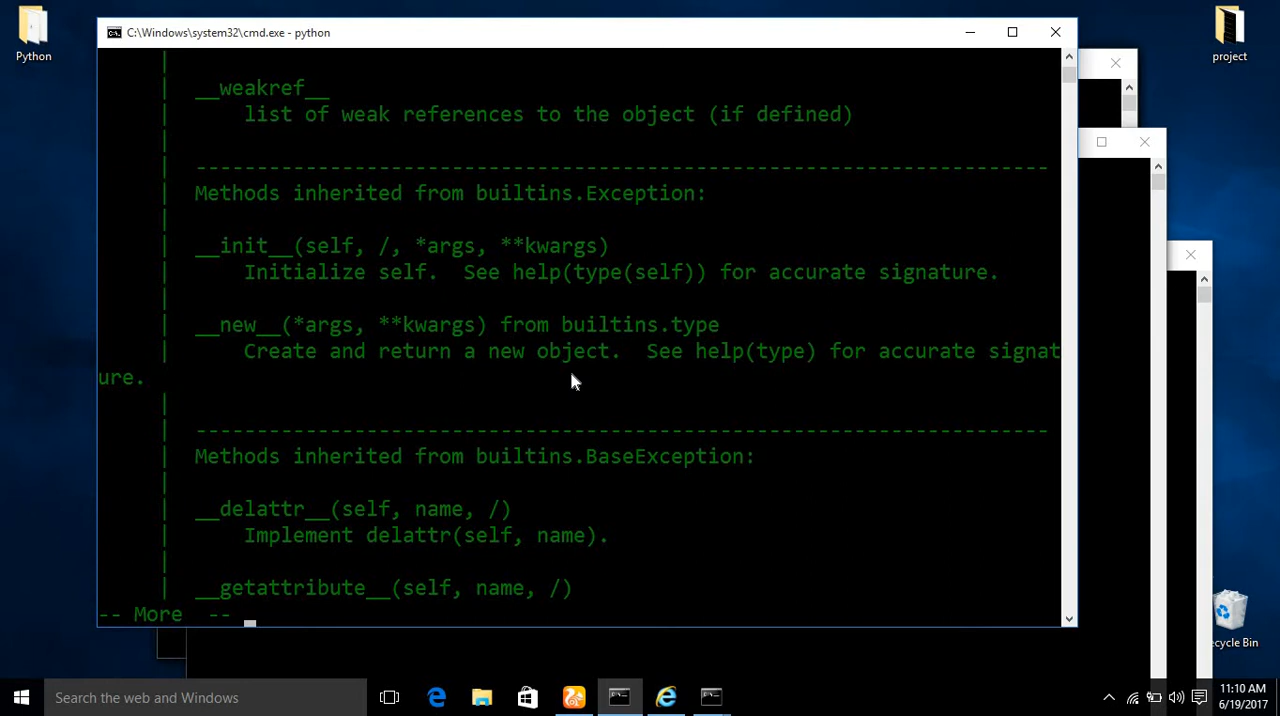 Python
project
C:\Windows\system32\cmd.exe - python
|
| __weakref__
| list of weak references to the object (if defined)
|
| ----------------------------------------------------------------------
| Methods inherited from builtins.Exception:
|
| __init__(self, /, *args, **kwargs)
| Initialize self.  See help(type(self)) for accurate signature.
|
| __new__(*args, **kwargs) from builtins.type
| Create and return a new object.  See help(type) for accurate signat
ure.
|
| ----------------------------------------------------------------------
| Methods inherited from builtins.BaseException:
|
| __delattr__(self, name, /)
| Implement delattr(self, name).
|
| __getattribute__(self, name, /)
-- More  --
ecycle Bin
Search the web and Windows
11:10 AM
6/19/2017